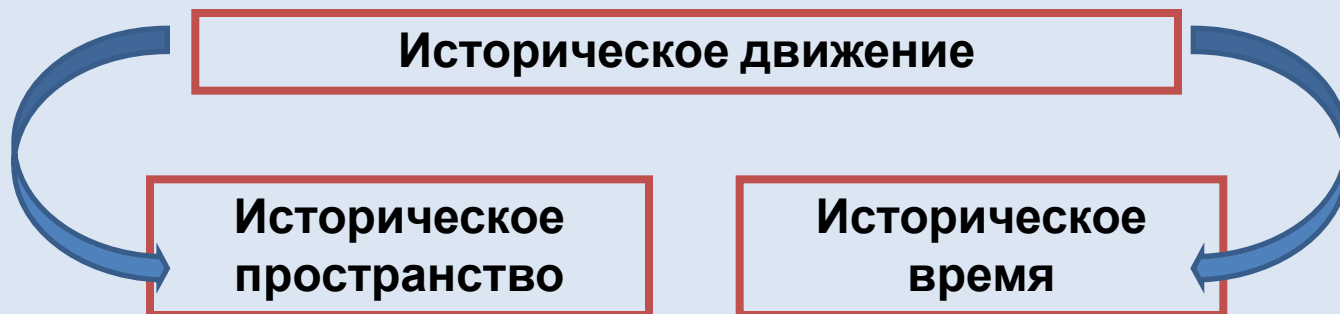 Историческое движение
Историческое
пространство
Историческое
время